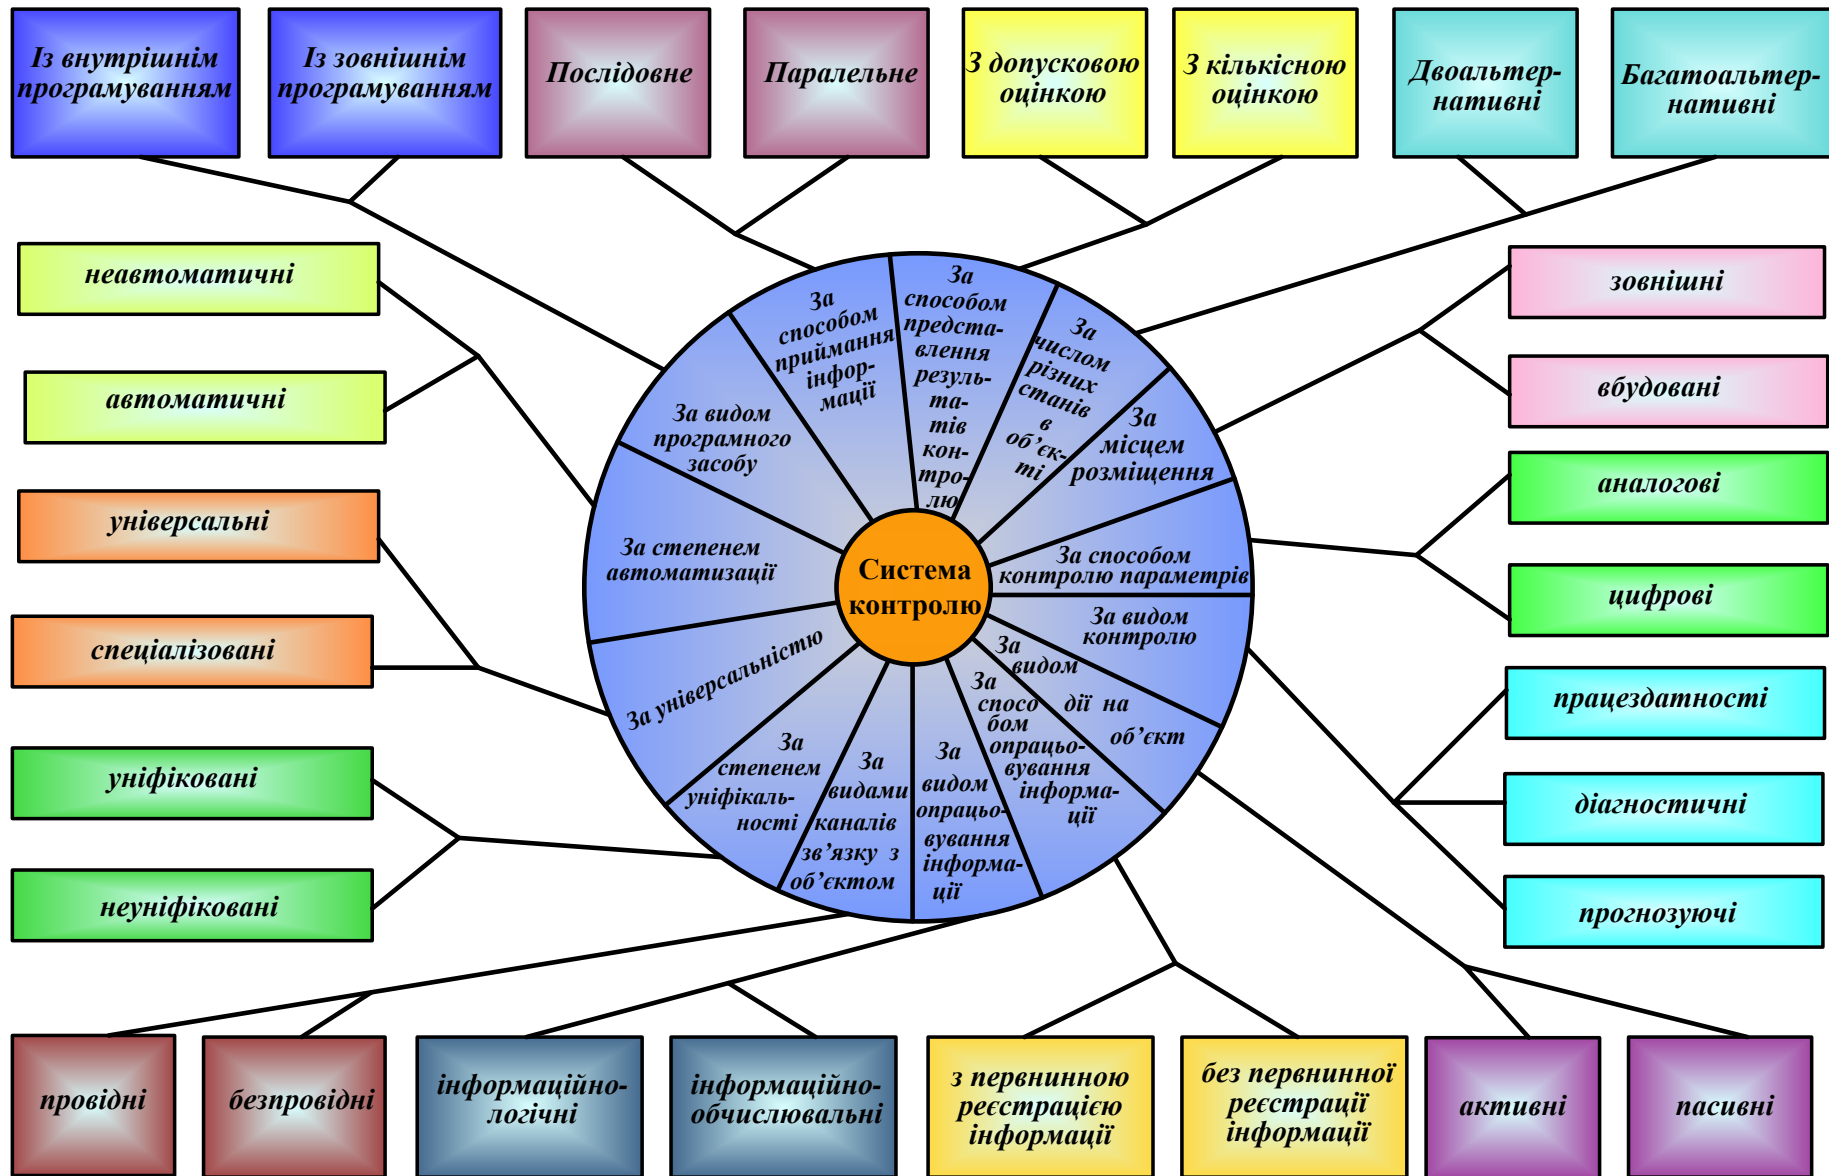 Із внутрішнім
програмуванням
Із зовнішнім
програмуванням
Послідовне
Паралельне
З допусковою
оцінкою
З кількісною
оцінкою
Двоальтер-
нативні
Багатоальтер-
нативні
неавтоматичні
автоматичні
універсальні
спеціалізовані
уніфіковані
неуніфіковані
За видом
програмного
засобу
За
способом
приймання
інфор-
мації
За
способом
предста-
влення
резуль-
та-
тів
кон-
тро-
лю
За
числом
різних
станів
в
об’єк-
ті
За
місцем
розміщення
За способом
контролю параметрів
За видом
контролю
За
видом
дії на
об’єкт
За
спосо
бом
опрацьо-
вування
інформа-
ції
За
видом
опрацьо-
вування
інформа-
ції
За
видами
каналів
зв’язку з
об’єктом
За
степенем
уніфікаль-
ності
За універсальністю
За степенем
автоматизації
Система
контролю
зовнішні
вбудовані
аналогові
цифрові
працездатності
діагностичні
прогнозуючі
провідні
безпровідні
інформаційно-
логічні
інформаційно-
обчислювальні
з первнинною
реєстрацією
інформації
без первнинної
реєстрації
інформації
активні
пасивні